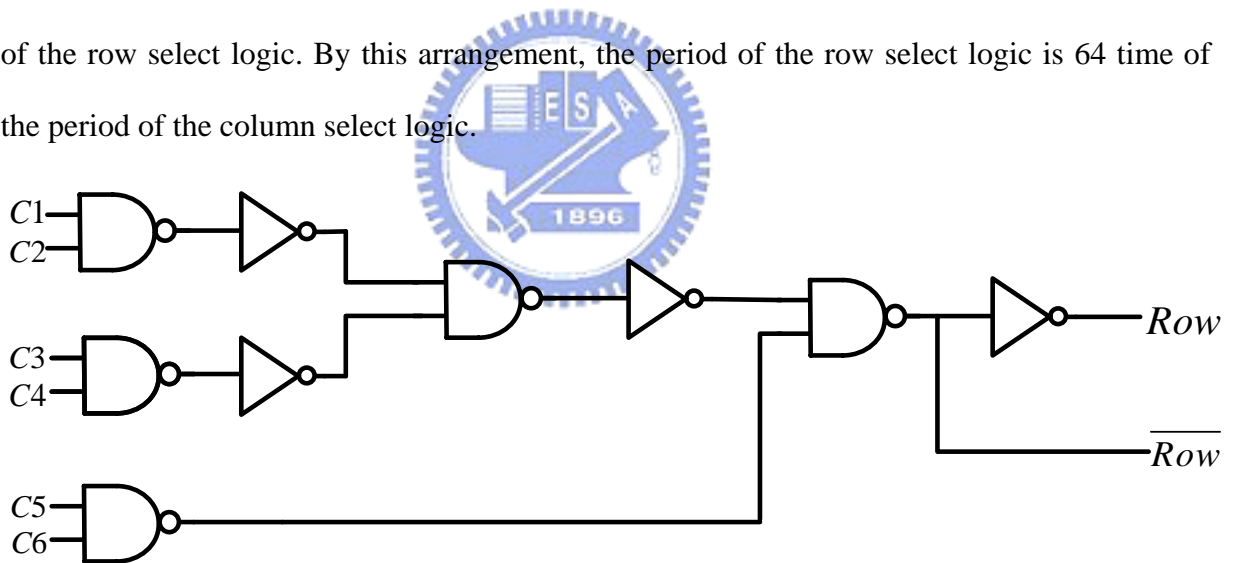 of the row select logic. By this arrangement, the period of the row select logic is 64 time of
the period of the column select logic.
E S A
1896
C1
C2
C3
C4
C5
C6
Row
R̅o̅w̅